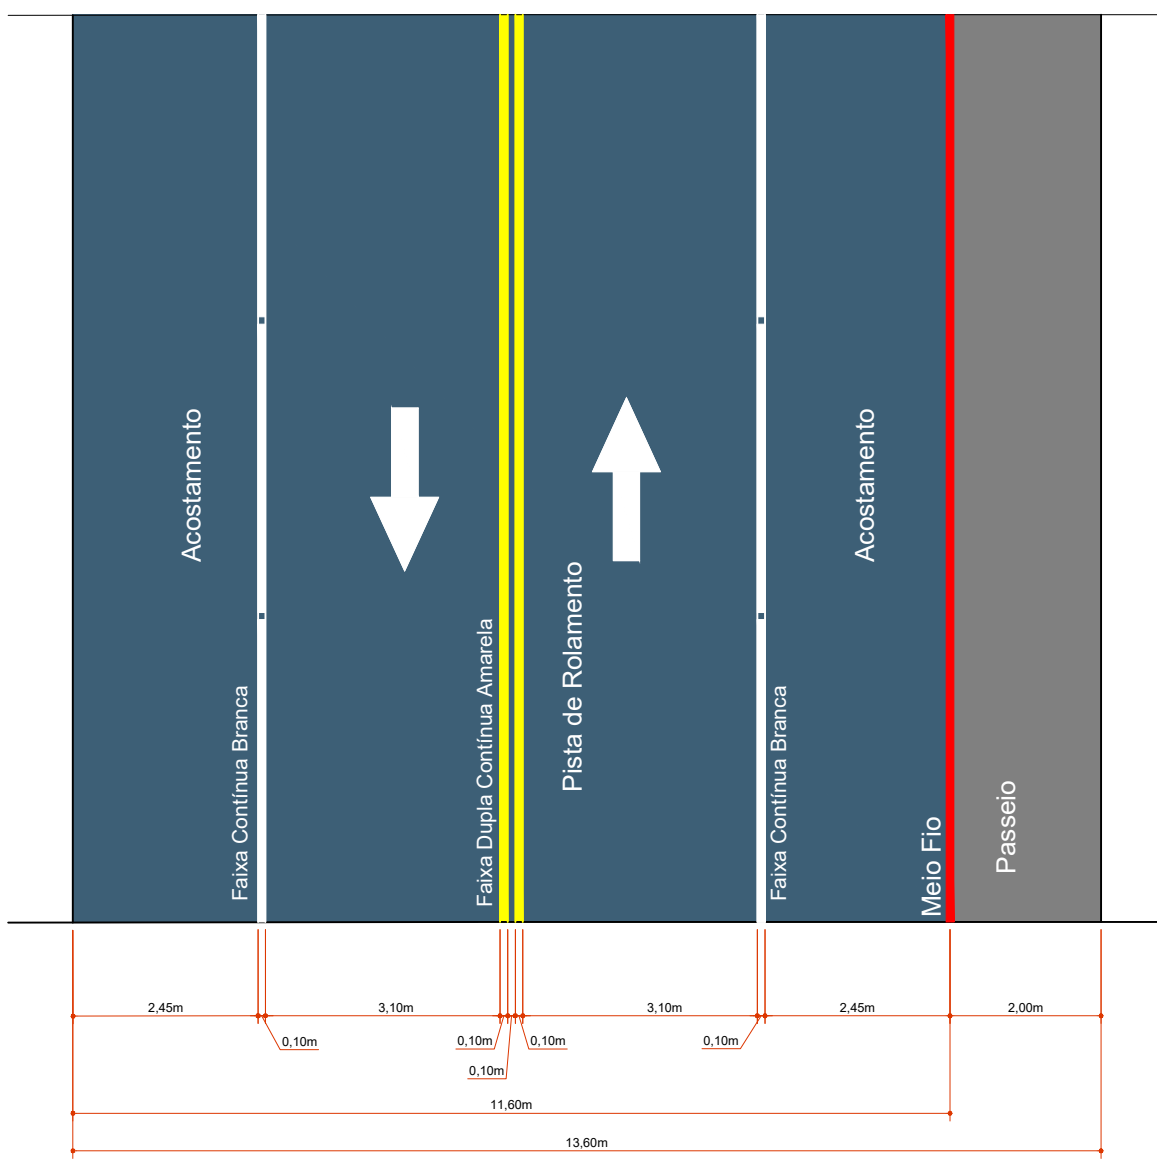 Acostamento
Faixa Contínua Branca
Faixa Dupla Contínua Amarela
Pista de Rolamento
Faixa Contínua Branca
Acostamento
Meio Fio
Passeio
2,45m
3,10m
3,10m
2,45m
2,00m
0,10m
0,10m
0,10m
0,10m
0,10m
11,60m
13,60m